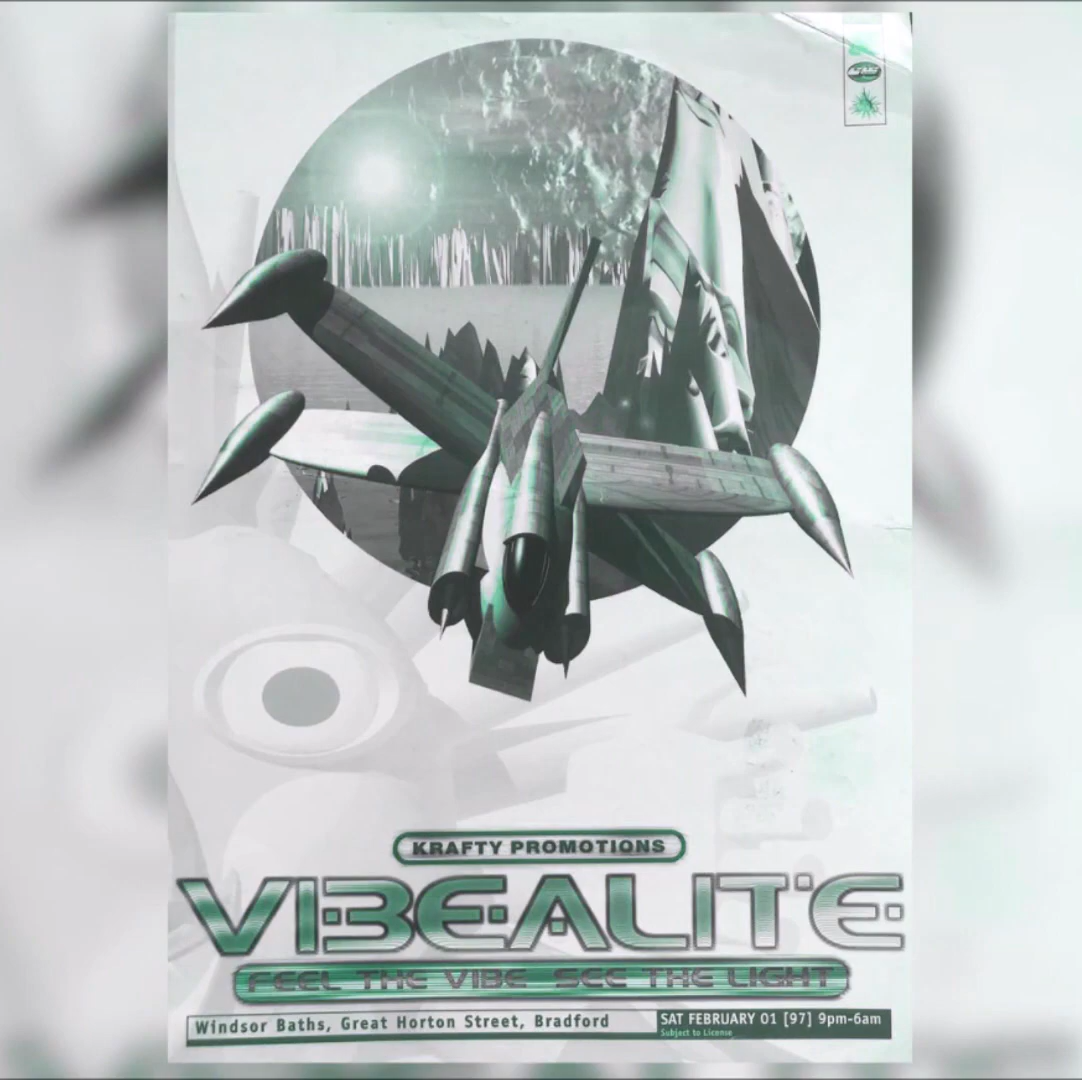 KRAFTY PROMOTIONS
VIBEALITE
FEEL THE VIBE SEE THE LIGHT
Windsor Baths, Great Horton Street, Bradford
SAT FEBRUARY 01 [97] 9pm-6am
Subject to License